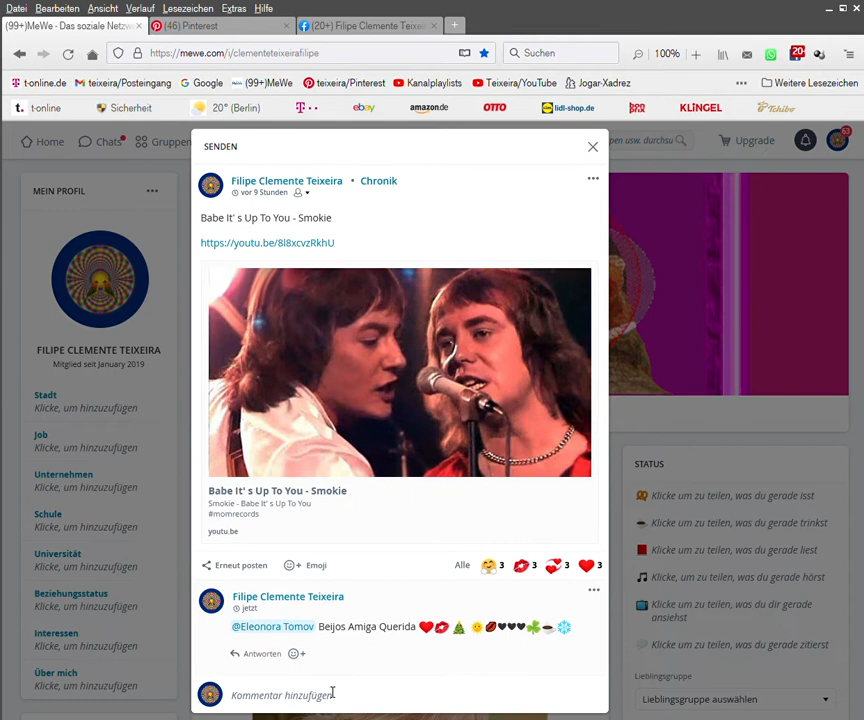 Datei Bearbeiten Ansicht Verlauf Lesezeichen Extras Hilfe
(99+)MeWe - Das soziale Netzw
(46) Pinterest
(20+) Filipe Clemente Teixei
https://mewe.com/i/clementeteixeirafilipe
Suchen
100%
20+
t-online.de
teixeira/Posteingang
Google
(99+)MeWe
teixeira/Pinterest
Kanalplaylists
Teixeira/YouTube
Jogar-Xadrez
Weitere Lesezeichen
t-online
Sicherheit
20° (Berlin)
ebay
amazon.de
OTTO
lidl-shop.de
bon prix
KLiNGEL
Tchibo
Home
Chats
Gruppen
pen usw. durchsu
Upgrade
63
MEIN PROFIL
FILIPE CLEMENTE TEIXEIRA
Mitglied seit January 2019
Stadt
Klicke, um hinzuzufügen
Job
Klicke, um hinzuzufügen
Unternehmen
Klicke, um hinzuzufügen
Schule
Klicke, um hinzuzufügen
Universität
Klicke, um hinzuzufügen
Beziehungsstatus
Klicke, um hinzuzufügen
Interessen
Klicke, um hinzuzufügen
Über mich
Klicke, um hinzuzufügen
SENDEN
Filipe Clemente Teixeira • Chronik
vor 9 Stunden
Babe It' s Up To You - Smokie
https://youtu.be/8l8xcvzRkhU
Babe It' s Up To You - Smokie
Smokie - Babe It' s Up To You
#momrecords
youtu.be
Erneut posten
Emoji
Alle
3
3
3
3
Filipe Clemente Teixeira
jetzt
@Eleonora Tomov Beijos Amiga Querida
Antworten
Kommentar hinzufügen
STATUS
Klicke um zu teilen, was du gerade isst
Klicke, um zu teilen, was du gerade trinkst
Klicke um zu teilen, was du gerade liest
Klicke, um zu teilen, was du gerade hörst
Klicke, um zu teilen, was du dir gerade
ansiehst
Klicke um zu teilen, was du gerade zitierst
Lieblingsgruppe
Lieblingsgruppe auswählen